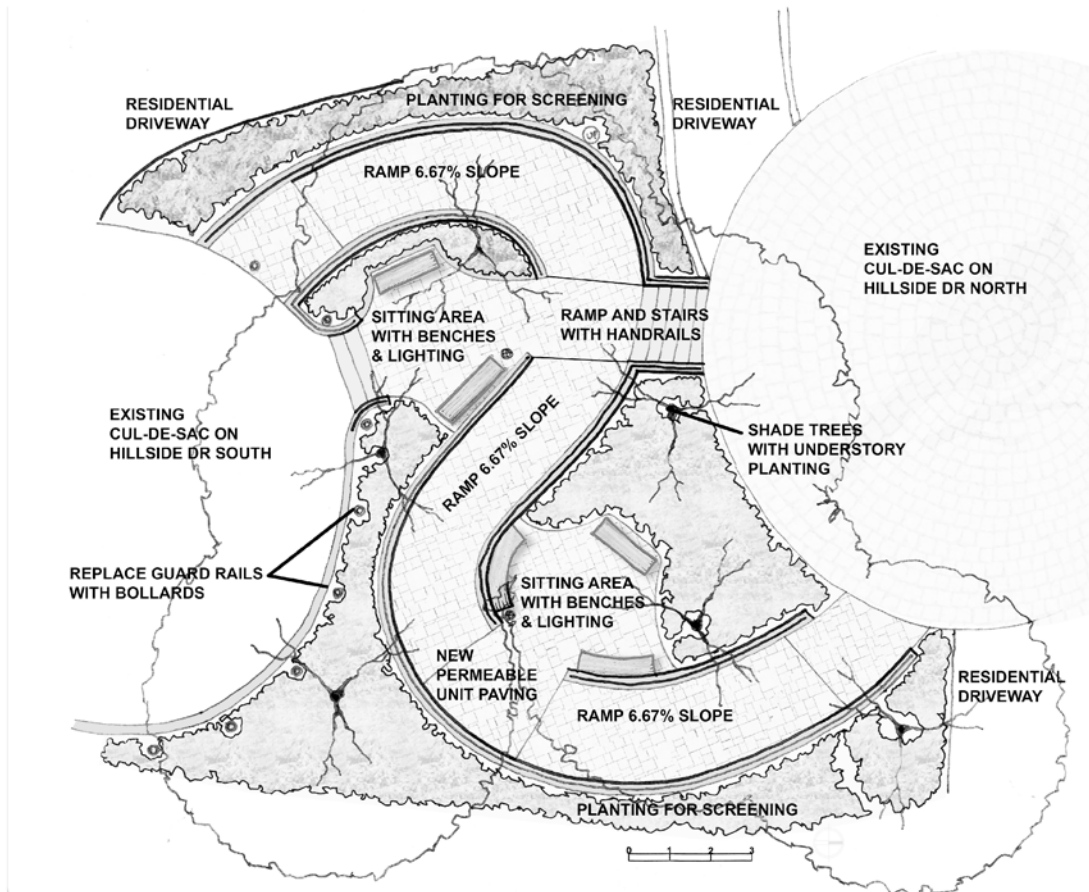 PLANTING FOR SCREENING
RESIDENTIAL
DRIVEWAY
RESIDENTIAL
DRIVEWAY
RAMP 6.67% SLOPE
EXISTING
CUL-DE-SAC ON
HILLSIDE DR NORTH
SITTING AREA
WITH BENCHES
& LIGHTING
RAMP AND STAIRS
WITH HANDRAILS
EXISTING
CUL-DE-SAC ON
HILLSIDE DR SOUTH
RAMP 6.67% SLOPE
SHADE TREES
WITH UNDERSTORY
PLANTING
REPLACE GUARD RAILS
WITH BOLLARDS
SITTING AREA
WITH BENCHES
& LIGHTING
NEW
PERMEABLE
UNIT PAVING
RESIDENTIAL
DRIVEWAY
RAMP 6.67% SLOPE
PLANTING FOR SCREENING
0 1 2 3